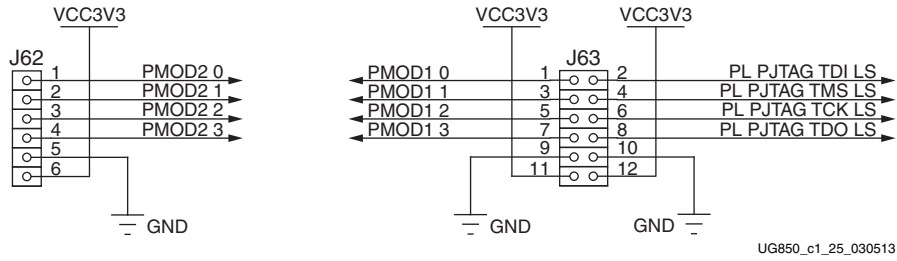 VCC3V3
J62
1 PMOD2 0
2 PMOD2 1
3 PMOD2 2
4 PMOD2 3
5
6
GND
VCC3V3 VCC3V3
J63
PMOD1 0 1 2 PL PJTAG TDI LS
PMOD1 1 3 4 PL PJTAG TMS LS
PMOD1 2 5 6 PL PJTAG TCK LS
PMOD1 3 7 8 PL PJTAG TDO LS
9 10
11 12
GND GND
UG850_c1_25_030513